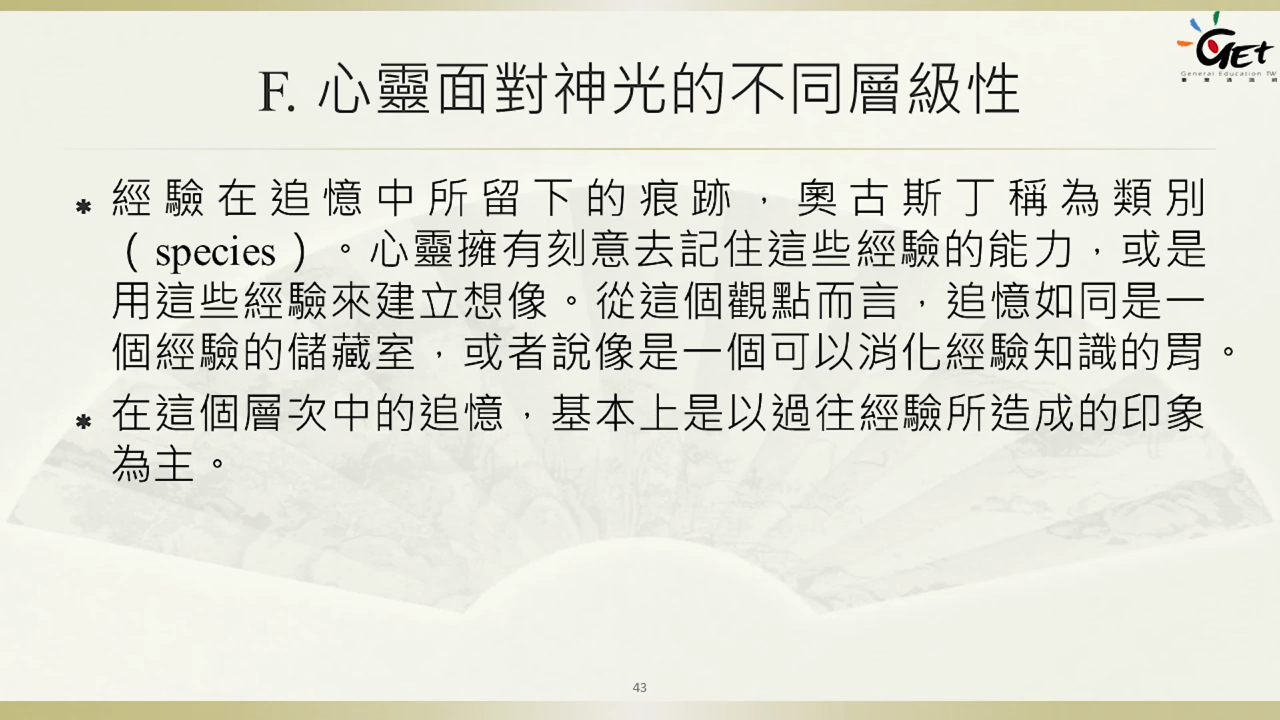 GET
General Education TW
F. 心靈面對神光的不同層級性
* 經驗在追憶中所留下的痕跡，奧古斯丁稱為類別
（species）。心靈擁有刻意去記住這些經驗的能力，或是
用這些經驗來建立想像。從這個觀點而言，追憶如同是一
個經驗的儲藏室，或者說像是一個可以消化經驗知識的胃。
* 在這個層次中的追憶，基本上是以過往經驗所造成的印象
為主。
43